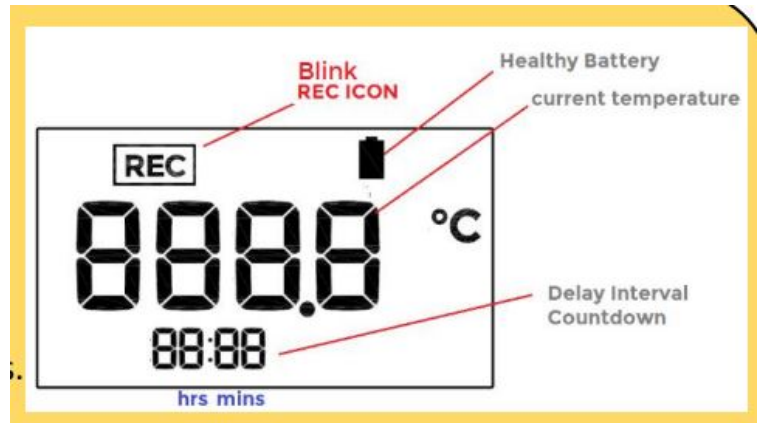 Blink
REC ICON
Healthy Battery
current temperature
REC
888.8
°C
88:88
Delay Interval
Countdown
s.
hrs mins